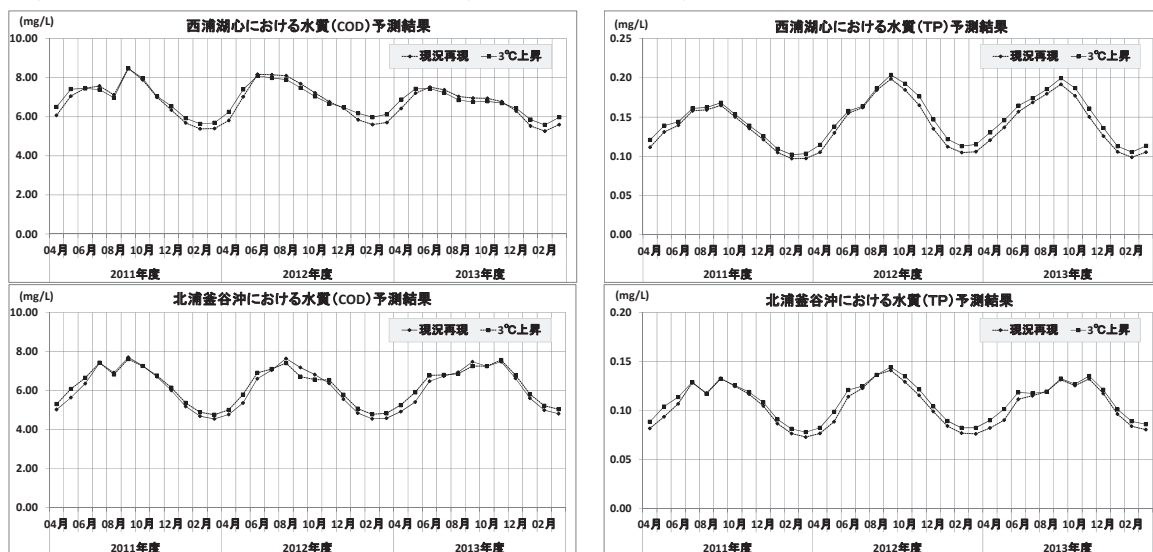 (mg/L)
西浦湖心における水質(COD)予測結果
現況再現 3℃上昇
10.00
8.00
6.00
4.00
2.00
0.00
04月 06月 08月 10月 12月 02月 04月 06月 08月 10月 12月 02月 04月 06月 08月 10月 12月 02月
2011年度 2012年度 2013年度
(mg/L)
西浦湖心における水質(TP)予測結果
現況再現 3℃上昇
0.25
0.20
0.15
0.10
0.05
0.00
04月 06月 08月 10月 12月 02月 04月 06月 08月 10月 12月 02月 04月 06月 08月 10月 12月 02月
2011年度 2012年度 2013年度
(mg/L)
北浦釜谷沖における水質(COD)予測結果
現況再現 3℃上昇
10.00
8.00
6.00
4.00
2.00
0.00
04月 06月 08月 10月 12月 02月 04月 06月 08月 10月 12月 02月 04月 06月 08月 10月 12月 02月
2011年度 2012年度 2013年度
(mg/L)
北浦釜谷沖における水質(TP)予測結果
現況再現 3℃上昇
0.20
0.15
0.10
0.05
0.00
04月 06月 08月 10月 12月 02月 04月 06月 08月 10月 12月 02月 04月 06月 08月 10月 12月 02月
2011年度 2012年度 2013年度